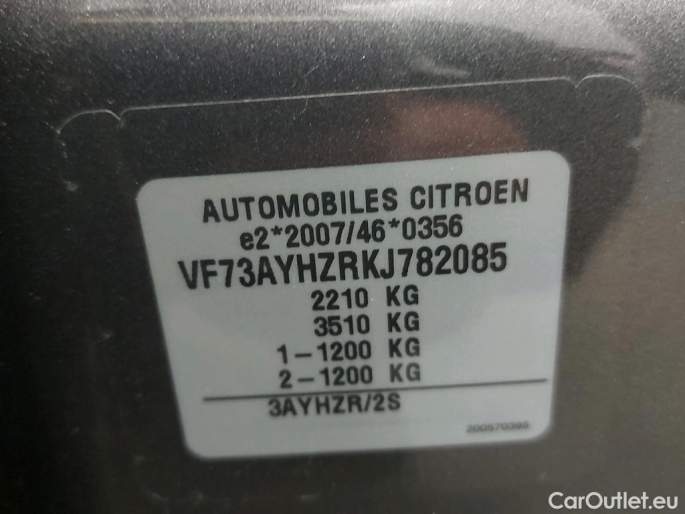 AUTOMOBILES CITROEN
e2*2007/46*0356
VF73AYHZRKJ782085
2210 KG
3510 KG
1-1200 KG
2-1200 KG
3AYHZR/2S
CarOutlet.eu